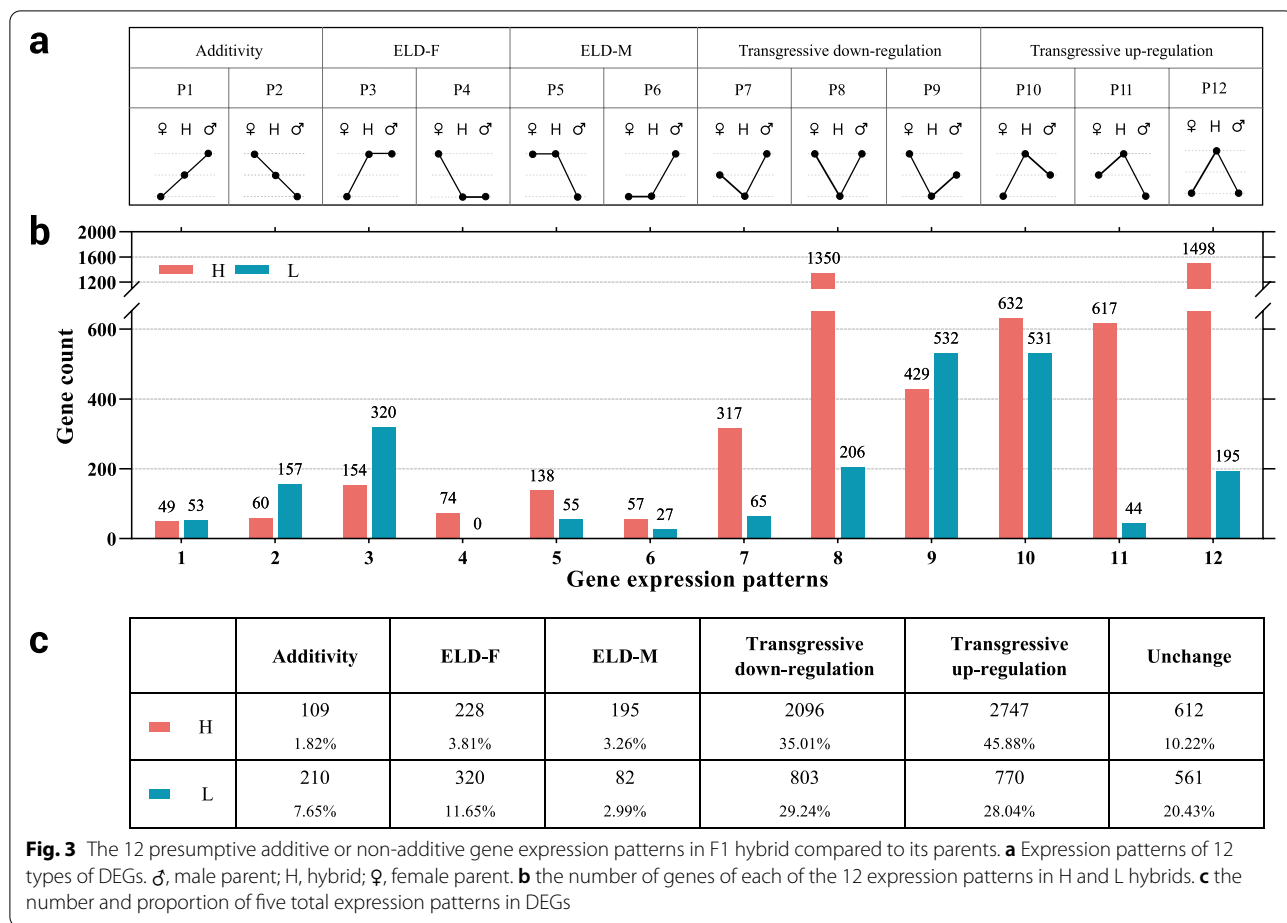 a
Additivity ELD-F ELD-M Transgressive down-regulation Transgressive up-regulation
P1 P2 P3 P4 P5 P6 P7 P8 P9 P10 P11 P12
♀ H ♂ ♀ H ♂ ♀ H ♂ ♀ H ♂ ♀ H ♂ ♀ H ♂ ♀ H ♂ ♀ H ♂ ♀ H ♂ ♀ H ♂ ♀ H ♂ ♀ H ♂
b
2000
1600
1200
600
400
200
0
Gene count
H L
49 53 60 157 154 320 74 0 138 55 57 27 317 65 1350 206 429 532 632 531 617 44 1498 195
1 2 3 4 5 6 7 8 9 10 11 12
Gene expression patterns
c
Additivity ELD-F ELD-M Transgressive down-regulation Transgressive up-regulation Unchange
H 109 228 195 2096 2747 612
1.82% 3.81% 3.26% 35.01% 45.88% 10.22%
L 210 320 82 803 770 561
7.65% 11.65% 2.99% 29.24% 28.04% 20.43%
Fig. 3 The 12 presumptive additive or non-additive gene expression patterns in F1 hybrid compared to its parents. a Expression patterns of 12
types of DEGs. ♂, male parent; H, hybrid; ♀, female parent. b the number of genes of each of the 12 expression patterns in H and L hybrids. c the
number and proportion of five total expression patterns in DEGs